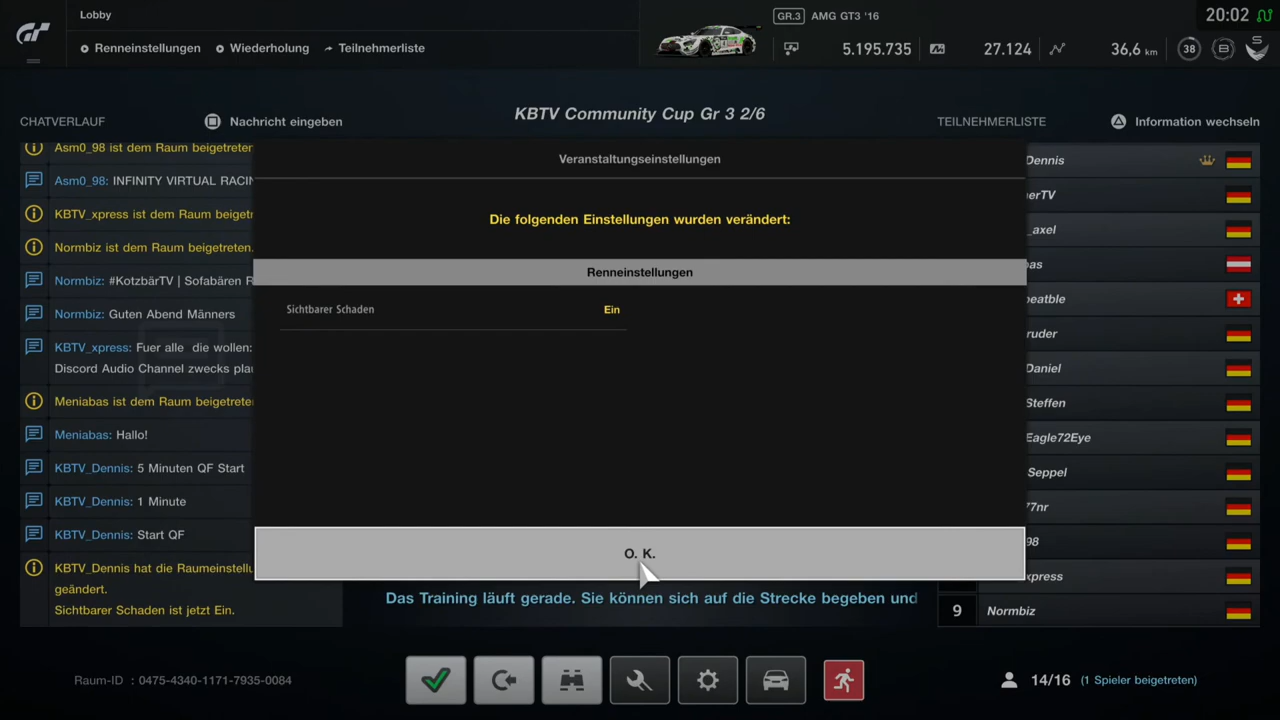 Lobby
GR.3 AMG GT3 '16
20:02
Renneinstellungen Wiederholung Teilnehmerliste
5.195.735 27.124 36,6 km 38 B S
KBTV Community Cup Gr 3 2/6
CHATVERLAUF Nachricht eingeben
TEILNEHMERLISTE Information wechseln
Asm0_98 ist dem Raum beigetreten
Asm0_98: INFINITY VIRTUAL RACIN
KBTV_xpress ist dem Raum beigetr
Normbiz ist dem Raum beigetreten.
Normbiz: #KotzbärTV | Sofabären R
Normbiz: Guten Abend Männers
KBTV_xpress: Fuer alle die wollen:
Discord Audio Channel zwecks plau
Meniabas ist dem Raum beigetreten
Meniabas: Hallo!
KBTV_Dennis: 5 Minuten QF Start
KBTV_Dennis: 1 Minute
KBTV_Dennis: Start QF
KBTV_Dennis hat die Raumeinstellu
geändert.
Sichtbarer Schaden ist jetzt Ein.
Veranstaltungseinstellungen
Die folgenden Einstellungen wurden verändert:
Renneinstellungen
Sichtbarer Schaden Ein
O. K.
Das Training läuft gerade. Sie können sich auf die Strecke begeben und
Dennis
erTV
_axel
as
eatble
ruder
Daniel
Steffen
Eagle72Eye
Seppel
77nr
98
xpress
9 Normbiz
Raum-ID : 0475-4340-1171-7935-0084
14/16 (1 Spieler beigetreten)